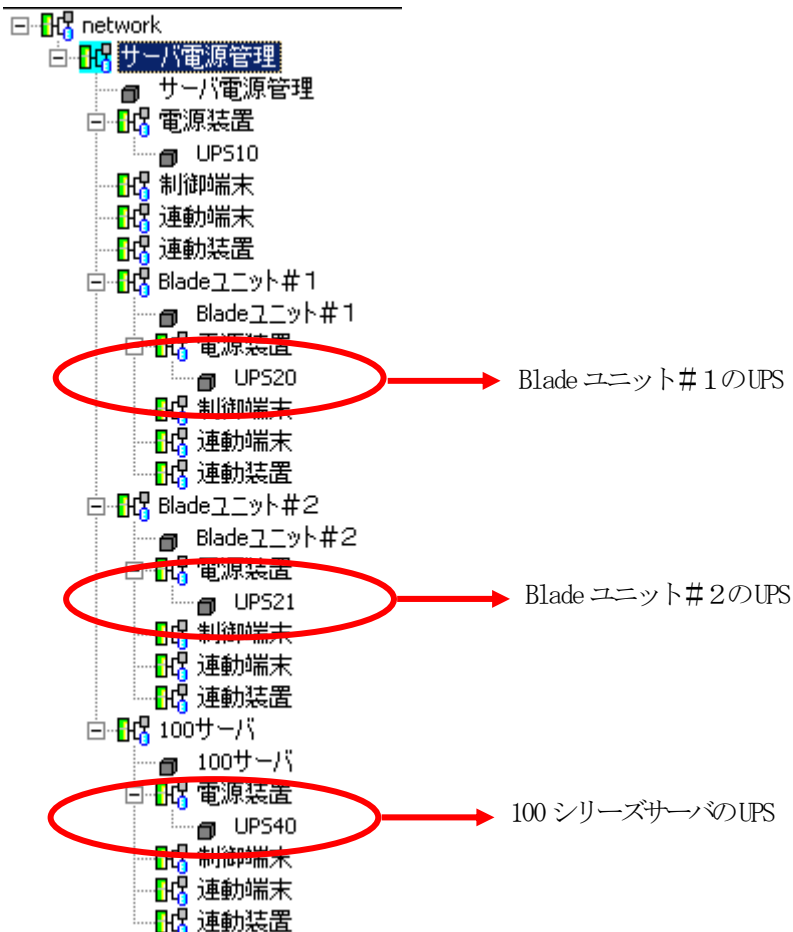 network
サーバ電源管理
サーバ電源管理
電源装置
UPS10
制御端末
連動端末
連動装置
Bladeユニット#1
Bladeユニット#1
電源装置
UPS20
Blade ユニット＃１のUPS
制御端末
連動端末
連動装置
Bladeユニット#2
Bladeユニット#2
電源装置
UPS21
Blade ユニット＃２のUPS
制御端末
連動端末
連動装置
100サーバ
100サーバ
電源装置
UPS40
100 シリーズサーバのUPS
制御端末
連動端末
連動装置